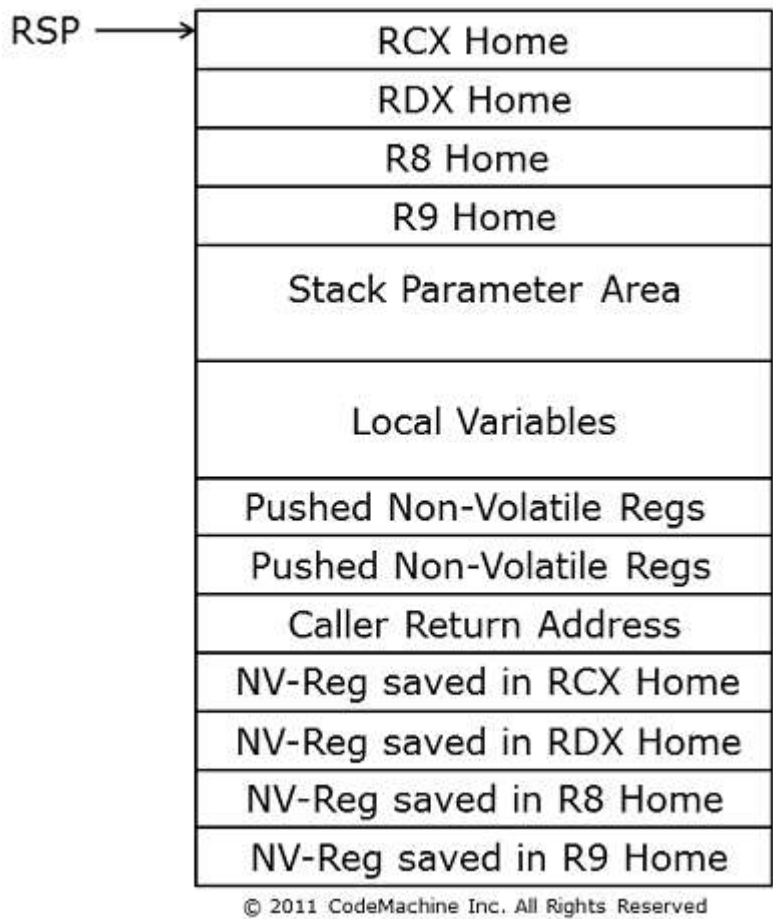 RSP
RCX Home
RDX Home
R8 Home
R9 Home
Stack Parameter Area
Local Variables
Pushed Non-Volatile Regs
Pushed Non-Volatile Regs
Caller Return Address
NV-Reg saved in RCX Home
NV-Reg saved in RDX Home
NV-Reg saved in R8 Home
NV-Reg saved in R9 Home
© 2011 CodeMachine Inc. All Rights Reserved